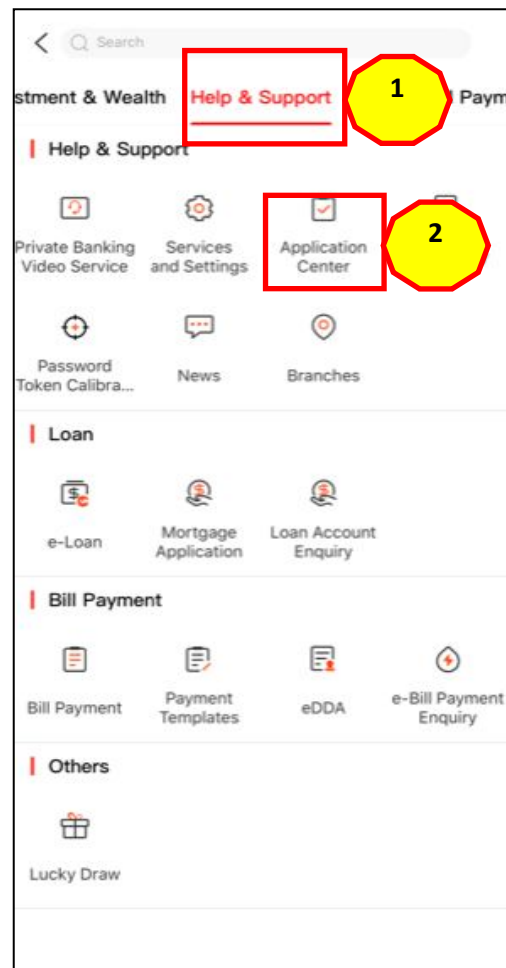 Search
stment & Wealth Help & Support 1 l Paym
Help & Support
Private Banking Services Application 2
Video Service and Settings Center
Password News Branches
Token Calibra...
Loan
e-Loan Mortgage Loan Account
Application Enquiry
Bill Payment
Bill Payment Payment eDDA e-Bill Payment
Templates Enquiry
Others
Lucky Draw